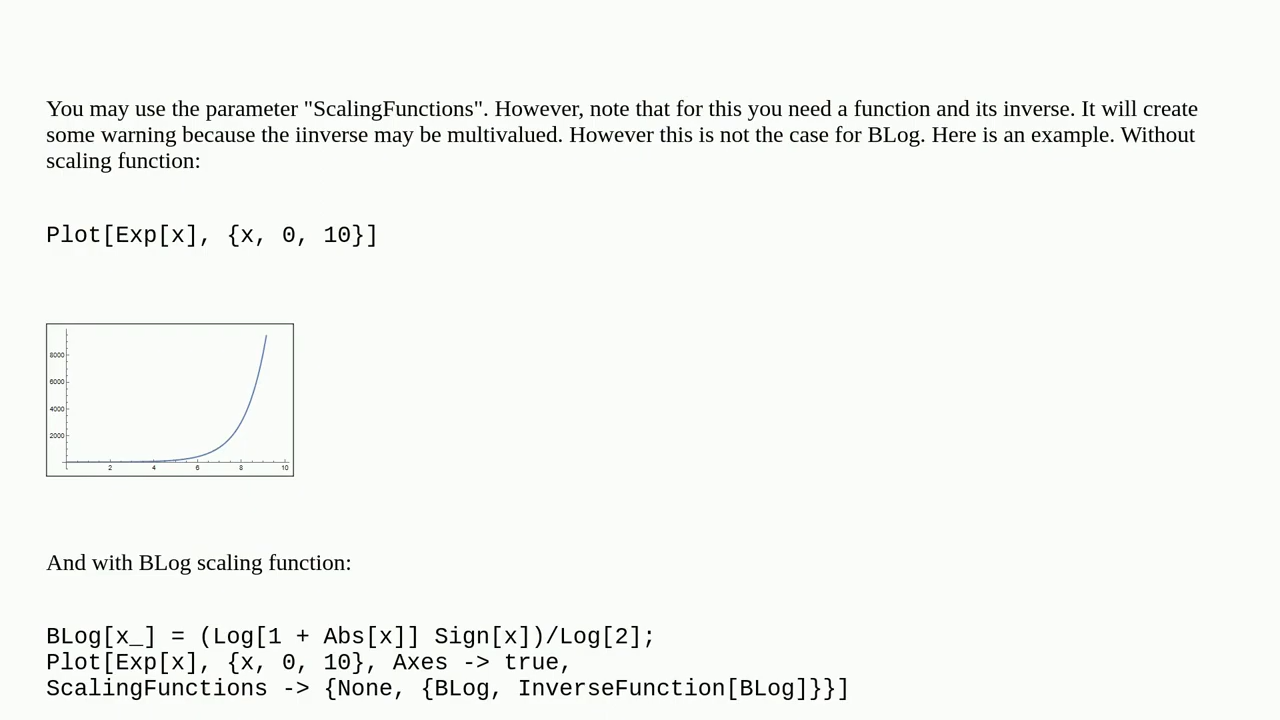 You may use the parameter "ScalingFunctions". However, note that for this you need a function and its inverse. It will create
some warning because the iinverse may be multivalued. However this is not the case for BLog. Here is an example. Without
scaling function:
Plot[Exp[x], {x, 0, 10}]
8000
6000
4000
2000
2 4 6 8 10
And with BLog scaling function:
BLog[x_] = (Log[1 + Abs[x]] Sign[x])/Log[2];
Plot[Exp[x], {x, 0, 10}, Axes -> true,
ScalingFunctions -> {None, {BLog, InverseFunction[BLog]}}]